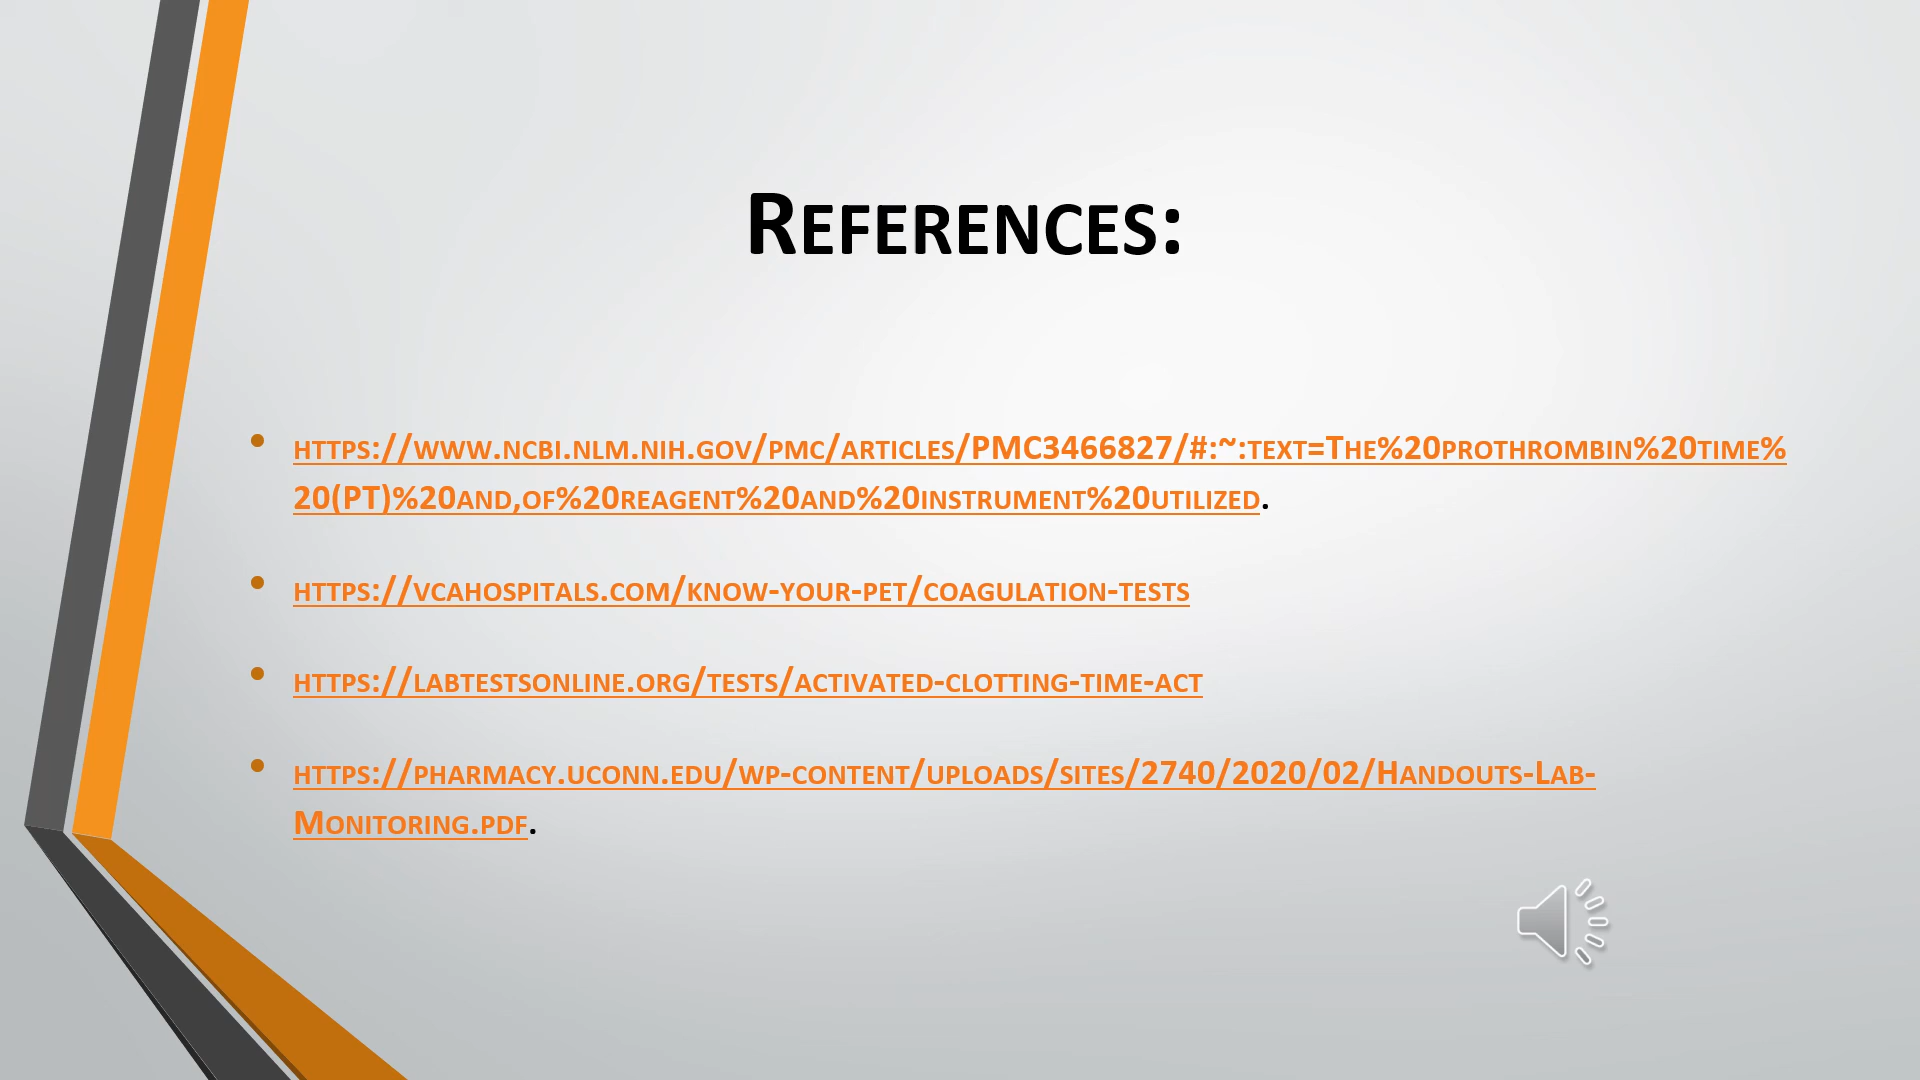 References:
https://www.ncbi.nlm.nih.gov/pmc/articles/PMC3466827/#:~:text=The%20prothrombin%20time%
20(PT)%20and,of%20reagent%20and%20instrument%20utilized.
https://vcahospitals.com/know-your-pet/coagulation-tests
https://labtestsonline.org/tests/activated-clotting-time-act
https://pharmacy.uconn.edu/wp-content/uploads/sites/2740/2020/02/Handouts-Lab-
Monitoring.pdf.